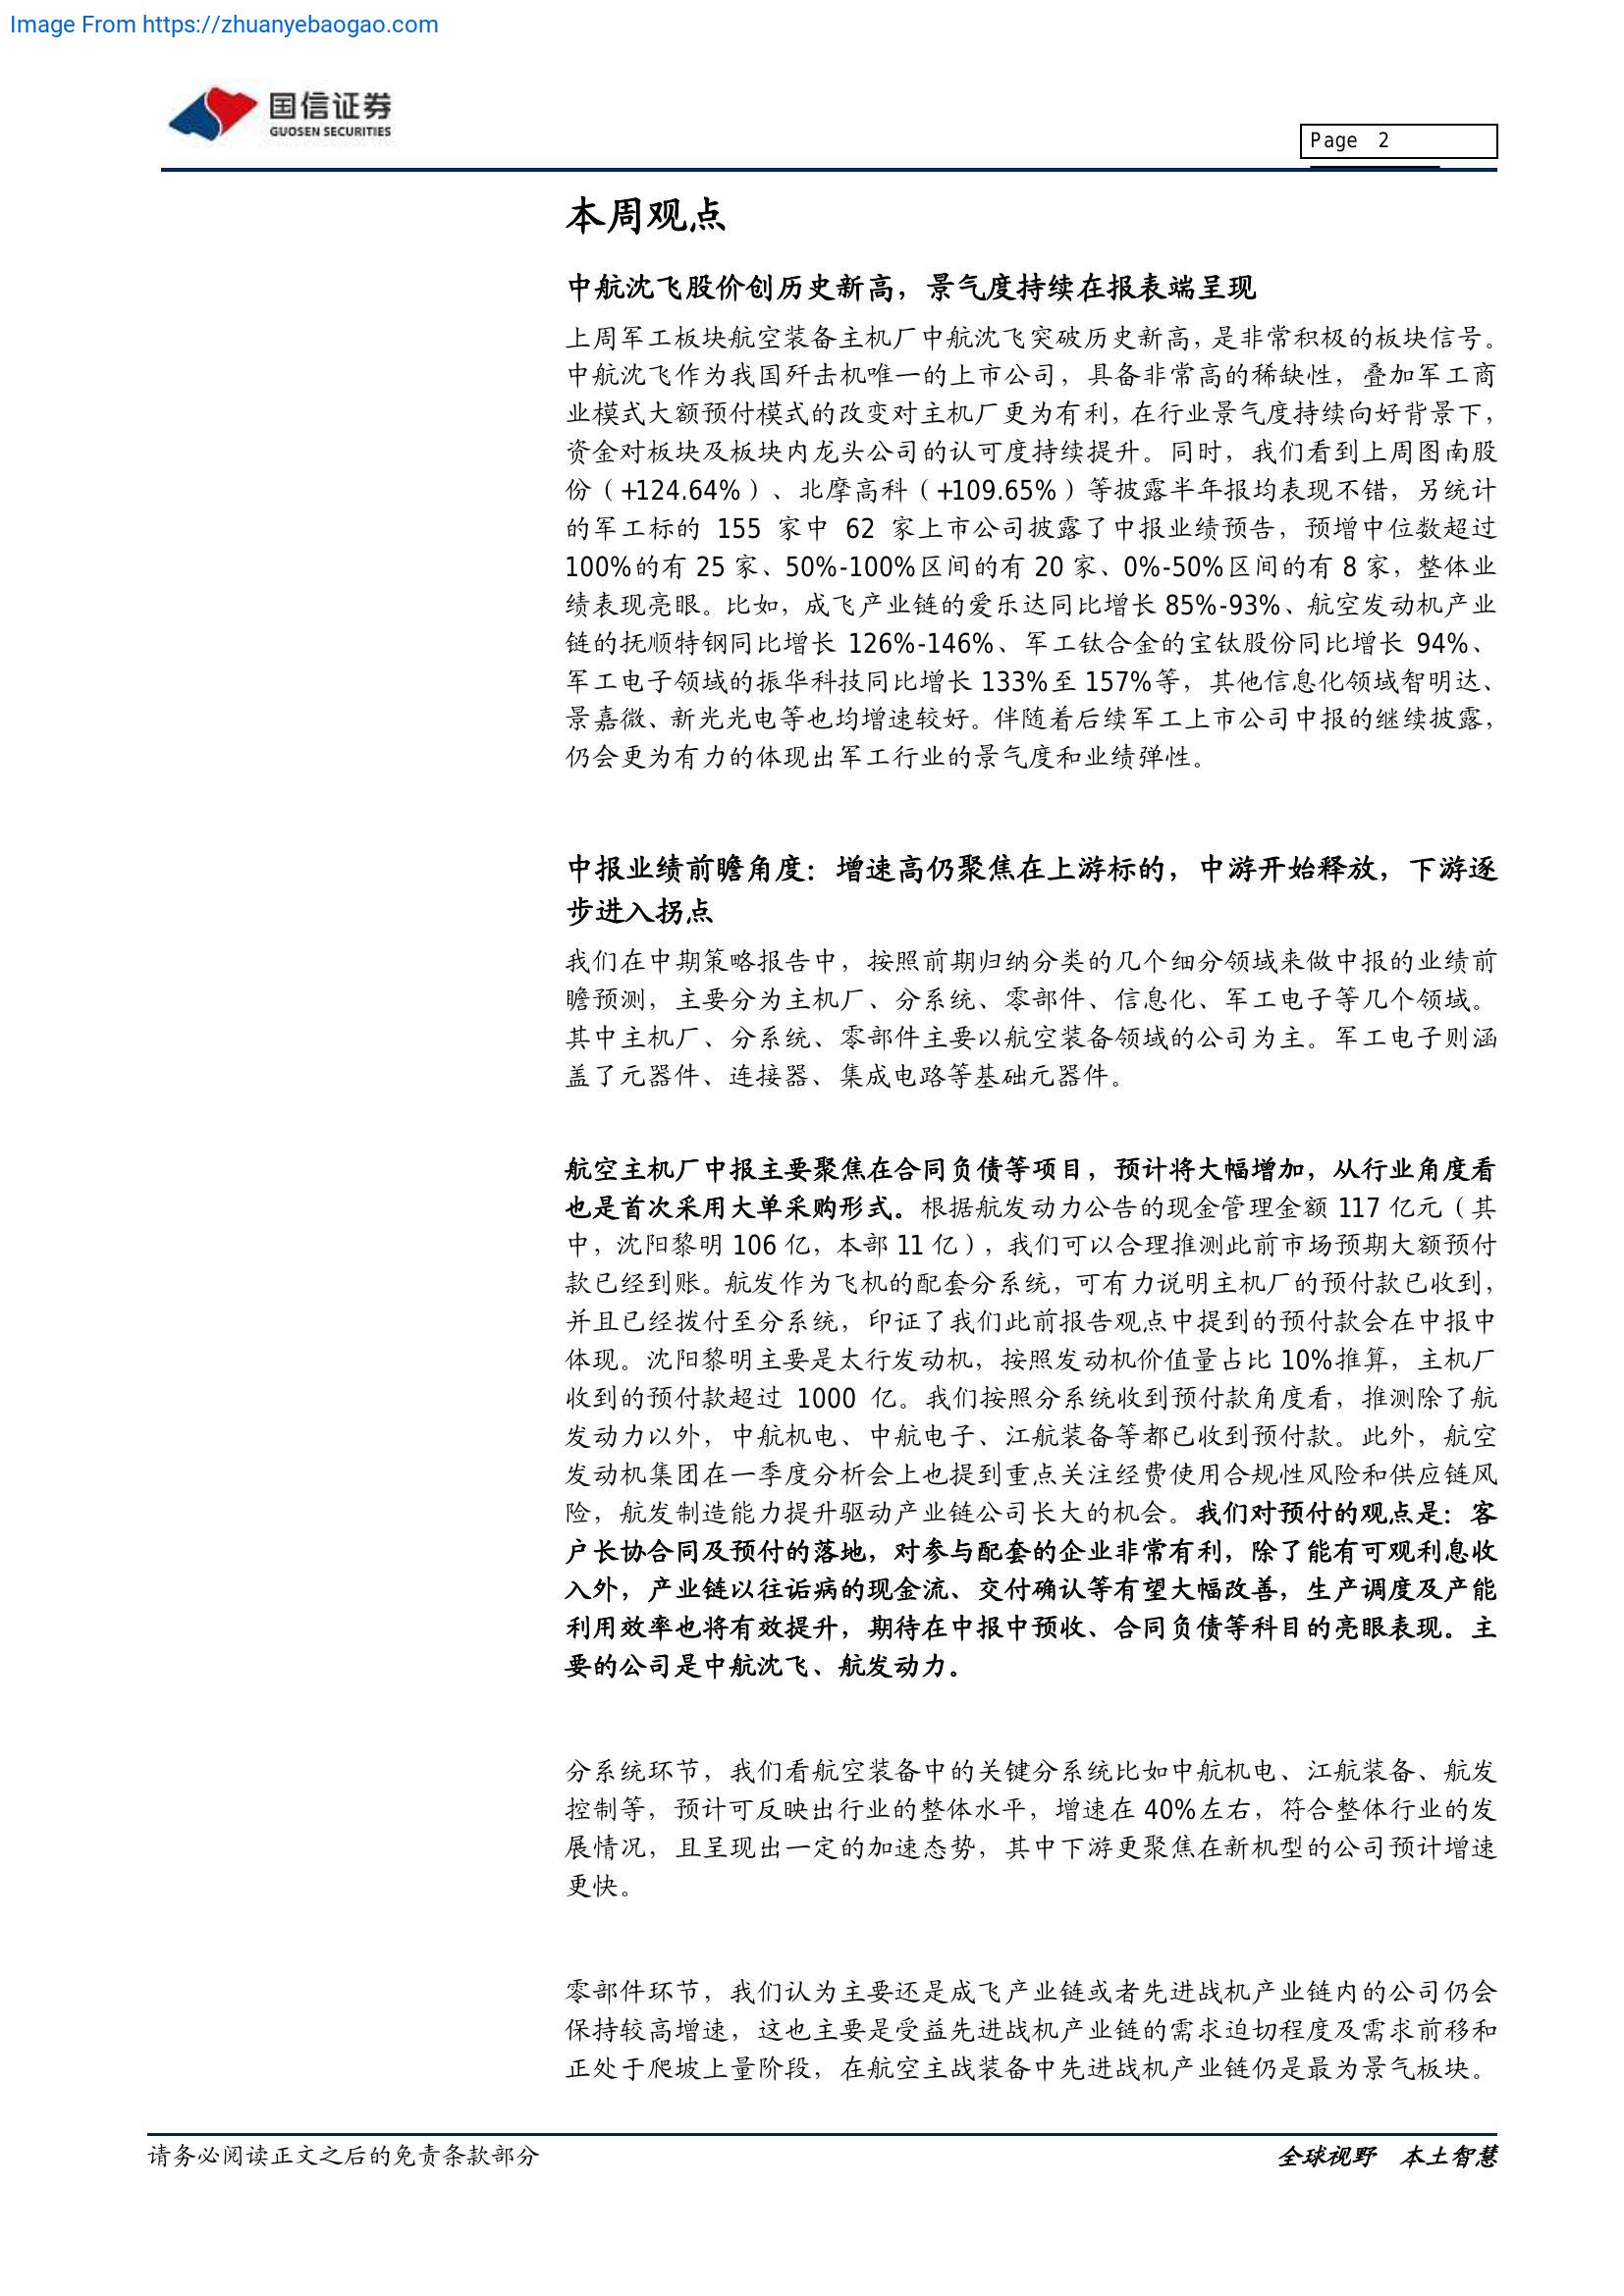 Image From https://zhuanyebaogao.com
国信证券
GUOSEN SECURITIES
Page 2
本周观点
中航沈飞股价创历史新高，景气度持续在报表端呈现
上周军工板块航空装备主机厂中航沈飞突破历史新高，是非常积极的板块信号。
中航沈飞作为我国歼击机唯一的上市公司，具备非常高的稀缺性，叠加军工商
业模式大额预付模式的改变对主机厂更为有利，在行业景气度持续向好背景下，
资金对板块及板块内龙头公司的认可度持续提升。同时，我们看到上周图南股
份（+124.64%）、北摩高科（+109.65%）等披露半年报均表现不错，另统计
的军工标的 155 家中 62 家上市公司披露了中报业绩预告，预增中位数超过
100%的有 25 家、50%-100%区间的有 20 家、0%-50%区间的有 8 家，整体业
绩表现亮眼。比如，成飞产业链的爱乐达同比增长 85%-93%、航空发动机产业
链的抚顺特钢同比增长 126%-146%、军工钛合金的宝钛股份同比增长 94%、
军工电子领域的振华科技同比增长 133%至 157%等，其他信息化领域智明达、
景嘉微、新光光电等也均增速较好。伴随着后续军工上市公司中报的继续披露，
仍会更为有力的体现出军工行业的景气度和业绩弹性。
中报业绩前瞻角度：增速高仍聚焦在上游标的，中游开始释放，下游逐
步进入拐点
我们在中期策略报告中，按照前期归纳分类的几个细分领域来做中报的业绩前
瞻预测，主要分为主机厂、分系统、零部件、信息化、军工电子等几个领域。
其中主机厂、分系统、零部件主要以航空装备领域的公司为主。军工电子则涵
盖了元器件、连接器、集成电路等基础元器件。
航空主机厂中报主要聚焦在合同负债等项目，预计将大幅增加，从行业角度看
也是首次采用大单采购形式。根据航发动力公告的现金管理金额 117 亿元（其
中，沈阳黎明 106 亿，本部 11 亿），我们可以合理推测此前市场预期大额预付
款已经到账。航发作为飞机的配套分系统，可有力说明主机厂的预付款已收到，
并且已经拨付至分系统，印证了我们此前报告观点中提到的预付款会在中报中
体现。沈阳黎明主要是太行发动机，按照发动机价值量占比 10%推算，主机厂
收到的预付款超过 1000 亿。我们按照分系统收到预付款角度看，推测除了航
发动力以外，中航机电、中航电子、江航装备等都已收到预付款。此外，航空
发动机集团在一季度分析会上也提到重点关注经费使用合规性风险和供应链风
险，航发制造能力提升驱动产业链公司长大的机会。我们对预付的观点是：客
户长协合同及预付的落地，对参与配套的企业非常有利，除了能有可观利息收
入外，产业链以往诟病的现金流、交付确认等有望大幅改善，生产调度及产能
利用效率也将有效提升，期待在中报中预收、合同负债等科目的亮眼表现。主
要的公司是中航沈飞、航发动力。
分系统环节，我们看航空装备中的关键分系统比如中航机电、江航装备、航发
控制等，预计可反映出行业的整体水平，增速在 40%左右，符合整体行业的发
展情况，且呈现出一定的加速态势，其中下游更聚焦在新机型的公司预计增速
更快。
零部件环节，我们认为主要还是成飞产业链或者先进战机产业链内的公司仍会
保持较高增速，这也主要是受益先进战机产业链的需求迫切程度及需求前移和
正处于爬坡上量阶段，在航空主战装备中先进战机产业链仍是最为景气板块。
请务必阅读正文之后的免责条款部分
全球视野 本土智慧